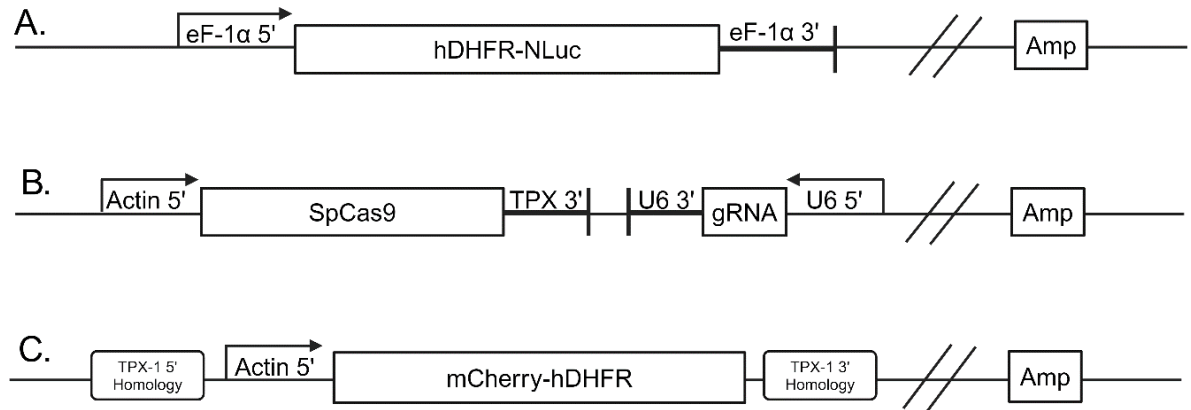 A.
eF-1α 5'
hDHFR-NLuc
eF-1α 3'
Amp
B.
Actin 5'
SpCas9
TPX 3'
U6 3'
gRNA
U6 5'
Amp
C.
TPX-1 5'
Homology
Actin 5'
mCherry-hDHFR
TPX-1 3'
Homology
Amp